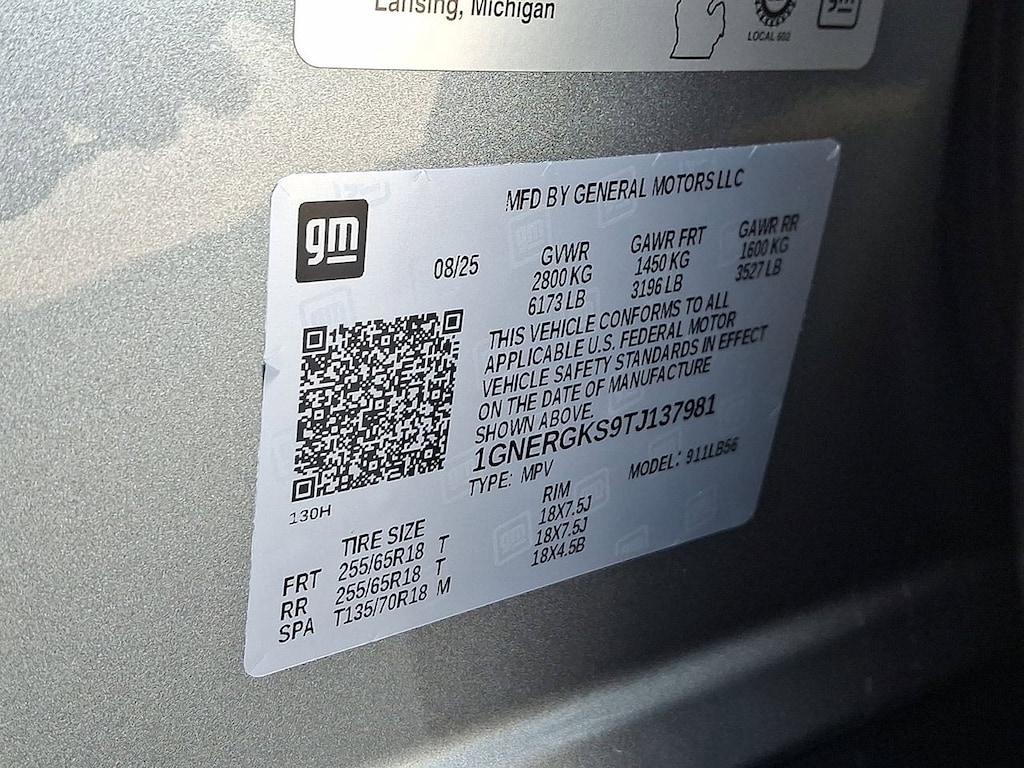 Lansing, Michigan
LOCAL 602
gm
MFD BY GENERAL MOTORS LLC
gm
08/25
GVWR
2800 KG
6173 LB
GAWR FRT
1450 KG
3196 LB
GAWR RR
1600 KG
3527 LB
THIS VEHICLE CONFORMS TO ALL
APPLICABLE U.S. FEDERAL MOTOR
VEHICLE SAFETY STANDARDS IN EFFECT
ON THE DATE OF MANUFACTURE
SHOWN ABOVE.
1GNERGKS9TJ137981
TYPE: MPV
MODEL: 911LB56
130H
TIRE SIZE
RIM
FRT 255/65R18 T 18X7.5J
RR 255/65R18 T 18X7.5J
SPA T135/70R18 M 18X4.5B